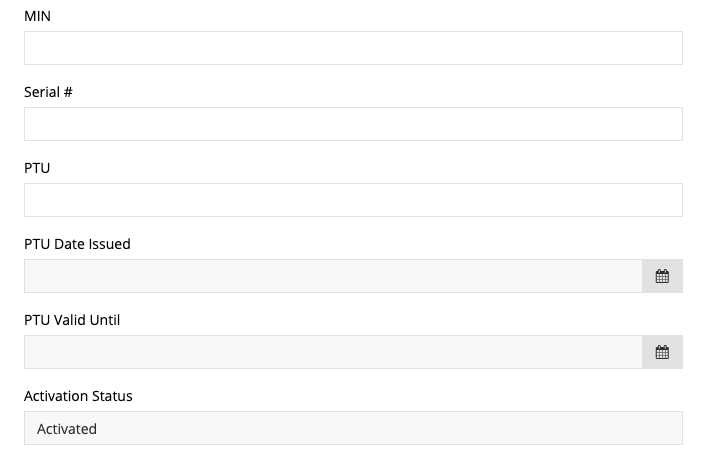 MIN
Serial #
PTU
PTU Date Issued
PTU Valid Until
Activation Status
Activated